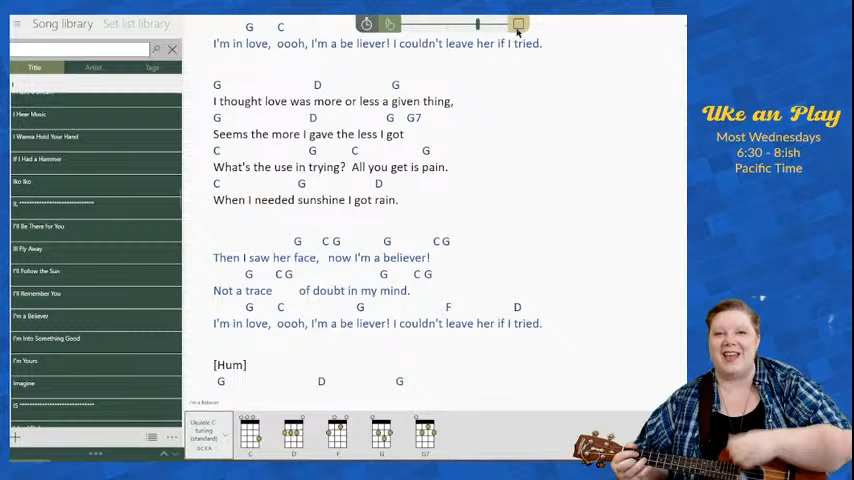 Song library
Set list library
Title
Artist
Tags
I Hear Music
I Wanna Hold Your Hand
If I Had a Hammer
Iko Iko
I'll Be There for You
Ill Fly Away
I'll Follow the Sun
I'll Remember You
I'm a Believer
I'm Into Something Good
I'm Yours
Imagine
G C
I'm in love, oooh, I'm a be liever! I couldn't leave her if I tried.
G D G
I thought love was more or less a given thing,
G D G G7
Seems the more I gave the less I got
C G C G
What's the use in trying? All you get is pain.
C G D
When I needed sunshine I got rain.
G C G G C G
Then I saw her face, now I'm a believer!
G C G G C G
Not a trace of doubt in my mind.
G C G F D
I'm in love, oooh, I'm a be liever! I couldn't leave her if I tried.
[Hum]
G D G
I'm a Believer
Ukulele C
tuning
(standard)
G C E A
C D F G G7
Uke an Play
Most Wednesdays
6:30 - 8:ish
Pacific Time